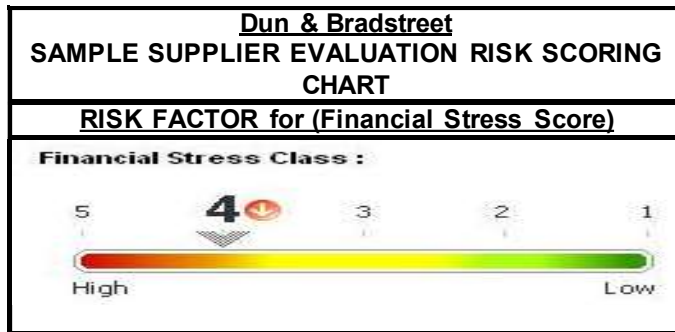 Dun & Bradstreet
SAMPLE SUPPLIER EVALUATION RISK SCORING
CHART
RISK FACTOR for (Financial Stress Score)
Financial Stress Class :
5 4 3 2 1
High Low